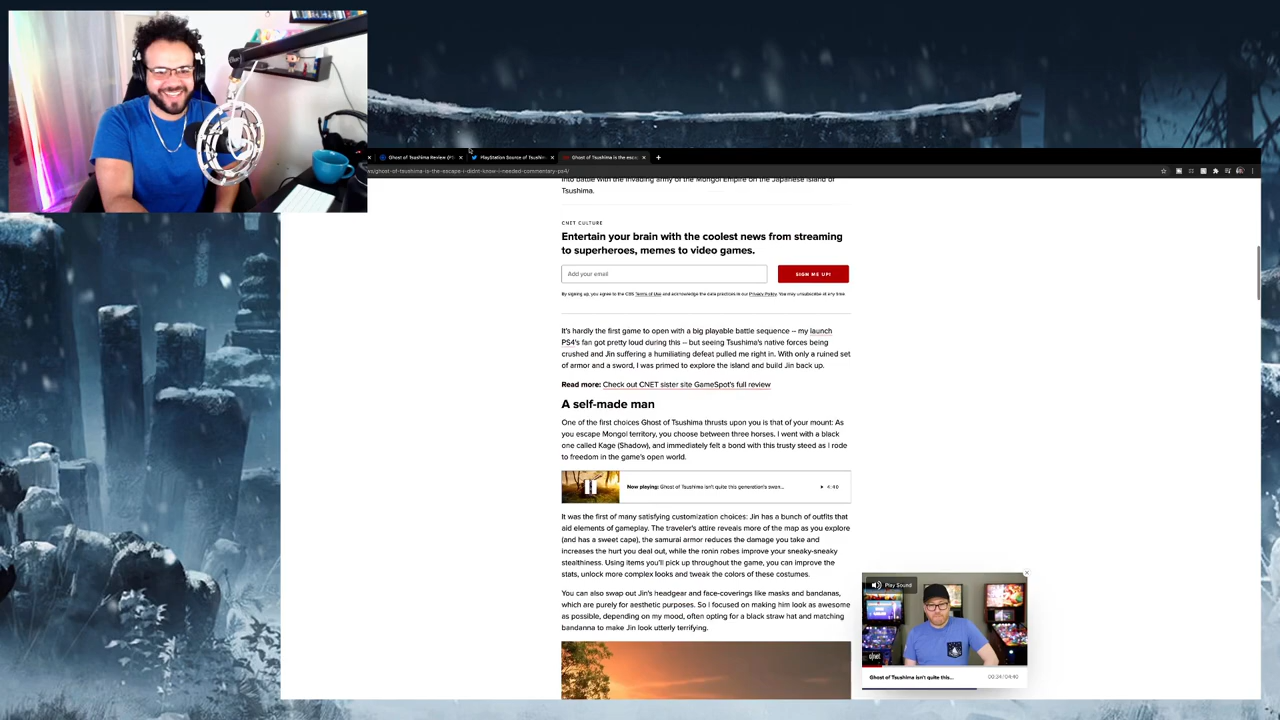 Ghost of Tsushima Review (PS
PlayStation Source of Tsushim
Ghost of Tsushima is the esca
es/ghost-of-tsushima-is-the-escape-i-didnt-know-i-needed-commentary-ps4/
into battle with the invading army of the Mongol Empire on the Japanese island of
Tsushima.
CNET CULTURE
Entertain your brain with the coolest news from streaming
to superheroes, memes to video games.
Add your email
SIGN ME UP!
By signing up, you agree to the CBS Terms of Use and acknowledge the data practices in our Privacy Policy. You may unsubscribe at any time.
It's hardly the first game to open with a big playable battle sequence -- my launch
PS4's fan got pretty loud during this -- but seeing Tsushima's native forces being
crushed and Jin suffering a humiliating defeat pulled me right in. With only a ruined set
of armor and a sword, I was primed to explore the island and build Jin back up.
Read more: Check out CNET sister site GameSpot's full review
A self-made man
One of the first choices Ghost of Tsushima thrusts upon you is that of your mount: As
you escape Mongol territory, you choose between three horses. I went with a black
one called Kage (Shadow), and immediately felt a bond with this trusty steed as I rode
to freedom in the game's open world.
Now playing: Ghost of Tsushima isn't quite this generation's swan...
4:40
It was the first of many satisfying customization choices: Jin has a bunch of outfits that
aid elements of gameplay. The traveler's attire reveals more of the map as you explore
(and has a sweet cape), the samurai armor reduces the damage you take and
increases the hurt you deal out, while the ronin robes improve your sneaky-sneaky
stealthiness. Using items you'll pick up throughout the game, you can improve the
stats, unlock more complex looks and tweak the colors of these costumes.
You can also swap out Jin's headgear and face-coverings like masks and bandanas,
which are purely for aesthetic purposes. So I focused on making him look as awesome
as possible, depending on my mood, often opting for a black straw hat and matching
bandanna to make Jin look utterly terrifying.
Play Sound
cnet
Ghost of Tsushima isn't quite this...
00:34 / 04:40